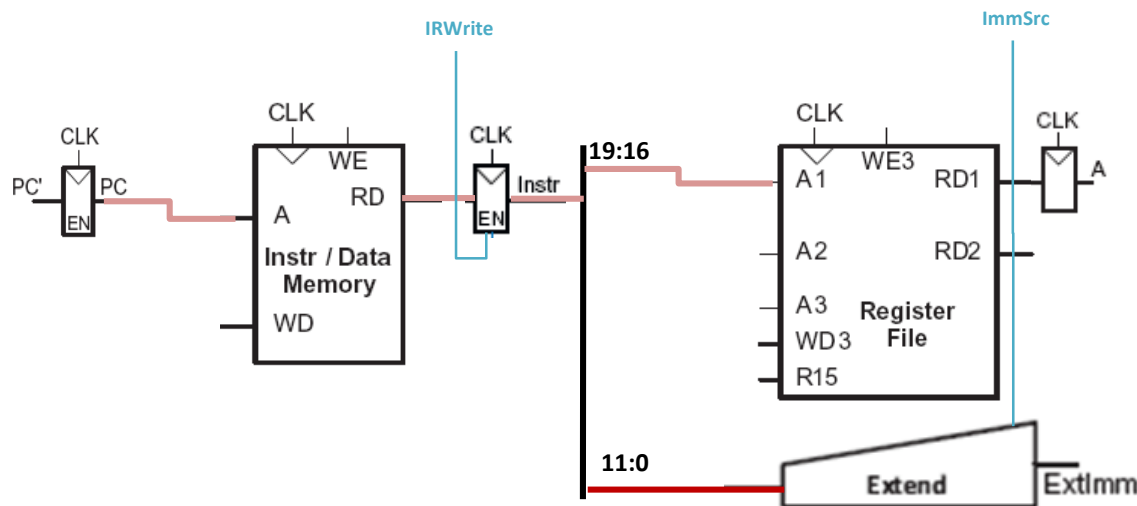 IRWrite
ImmSrc
CLK
PC'
PC
EN
CLK
WE
RD
A
Instr / Data
Memory
WD
CLK
Instr
EN
19:16
11:0
CLK
WE3
A1
RD1
A2
RD2
A3
Register
File
WD3
R15
CLK
A
Extend
ExtImm